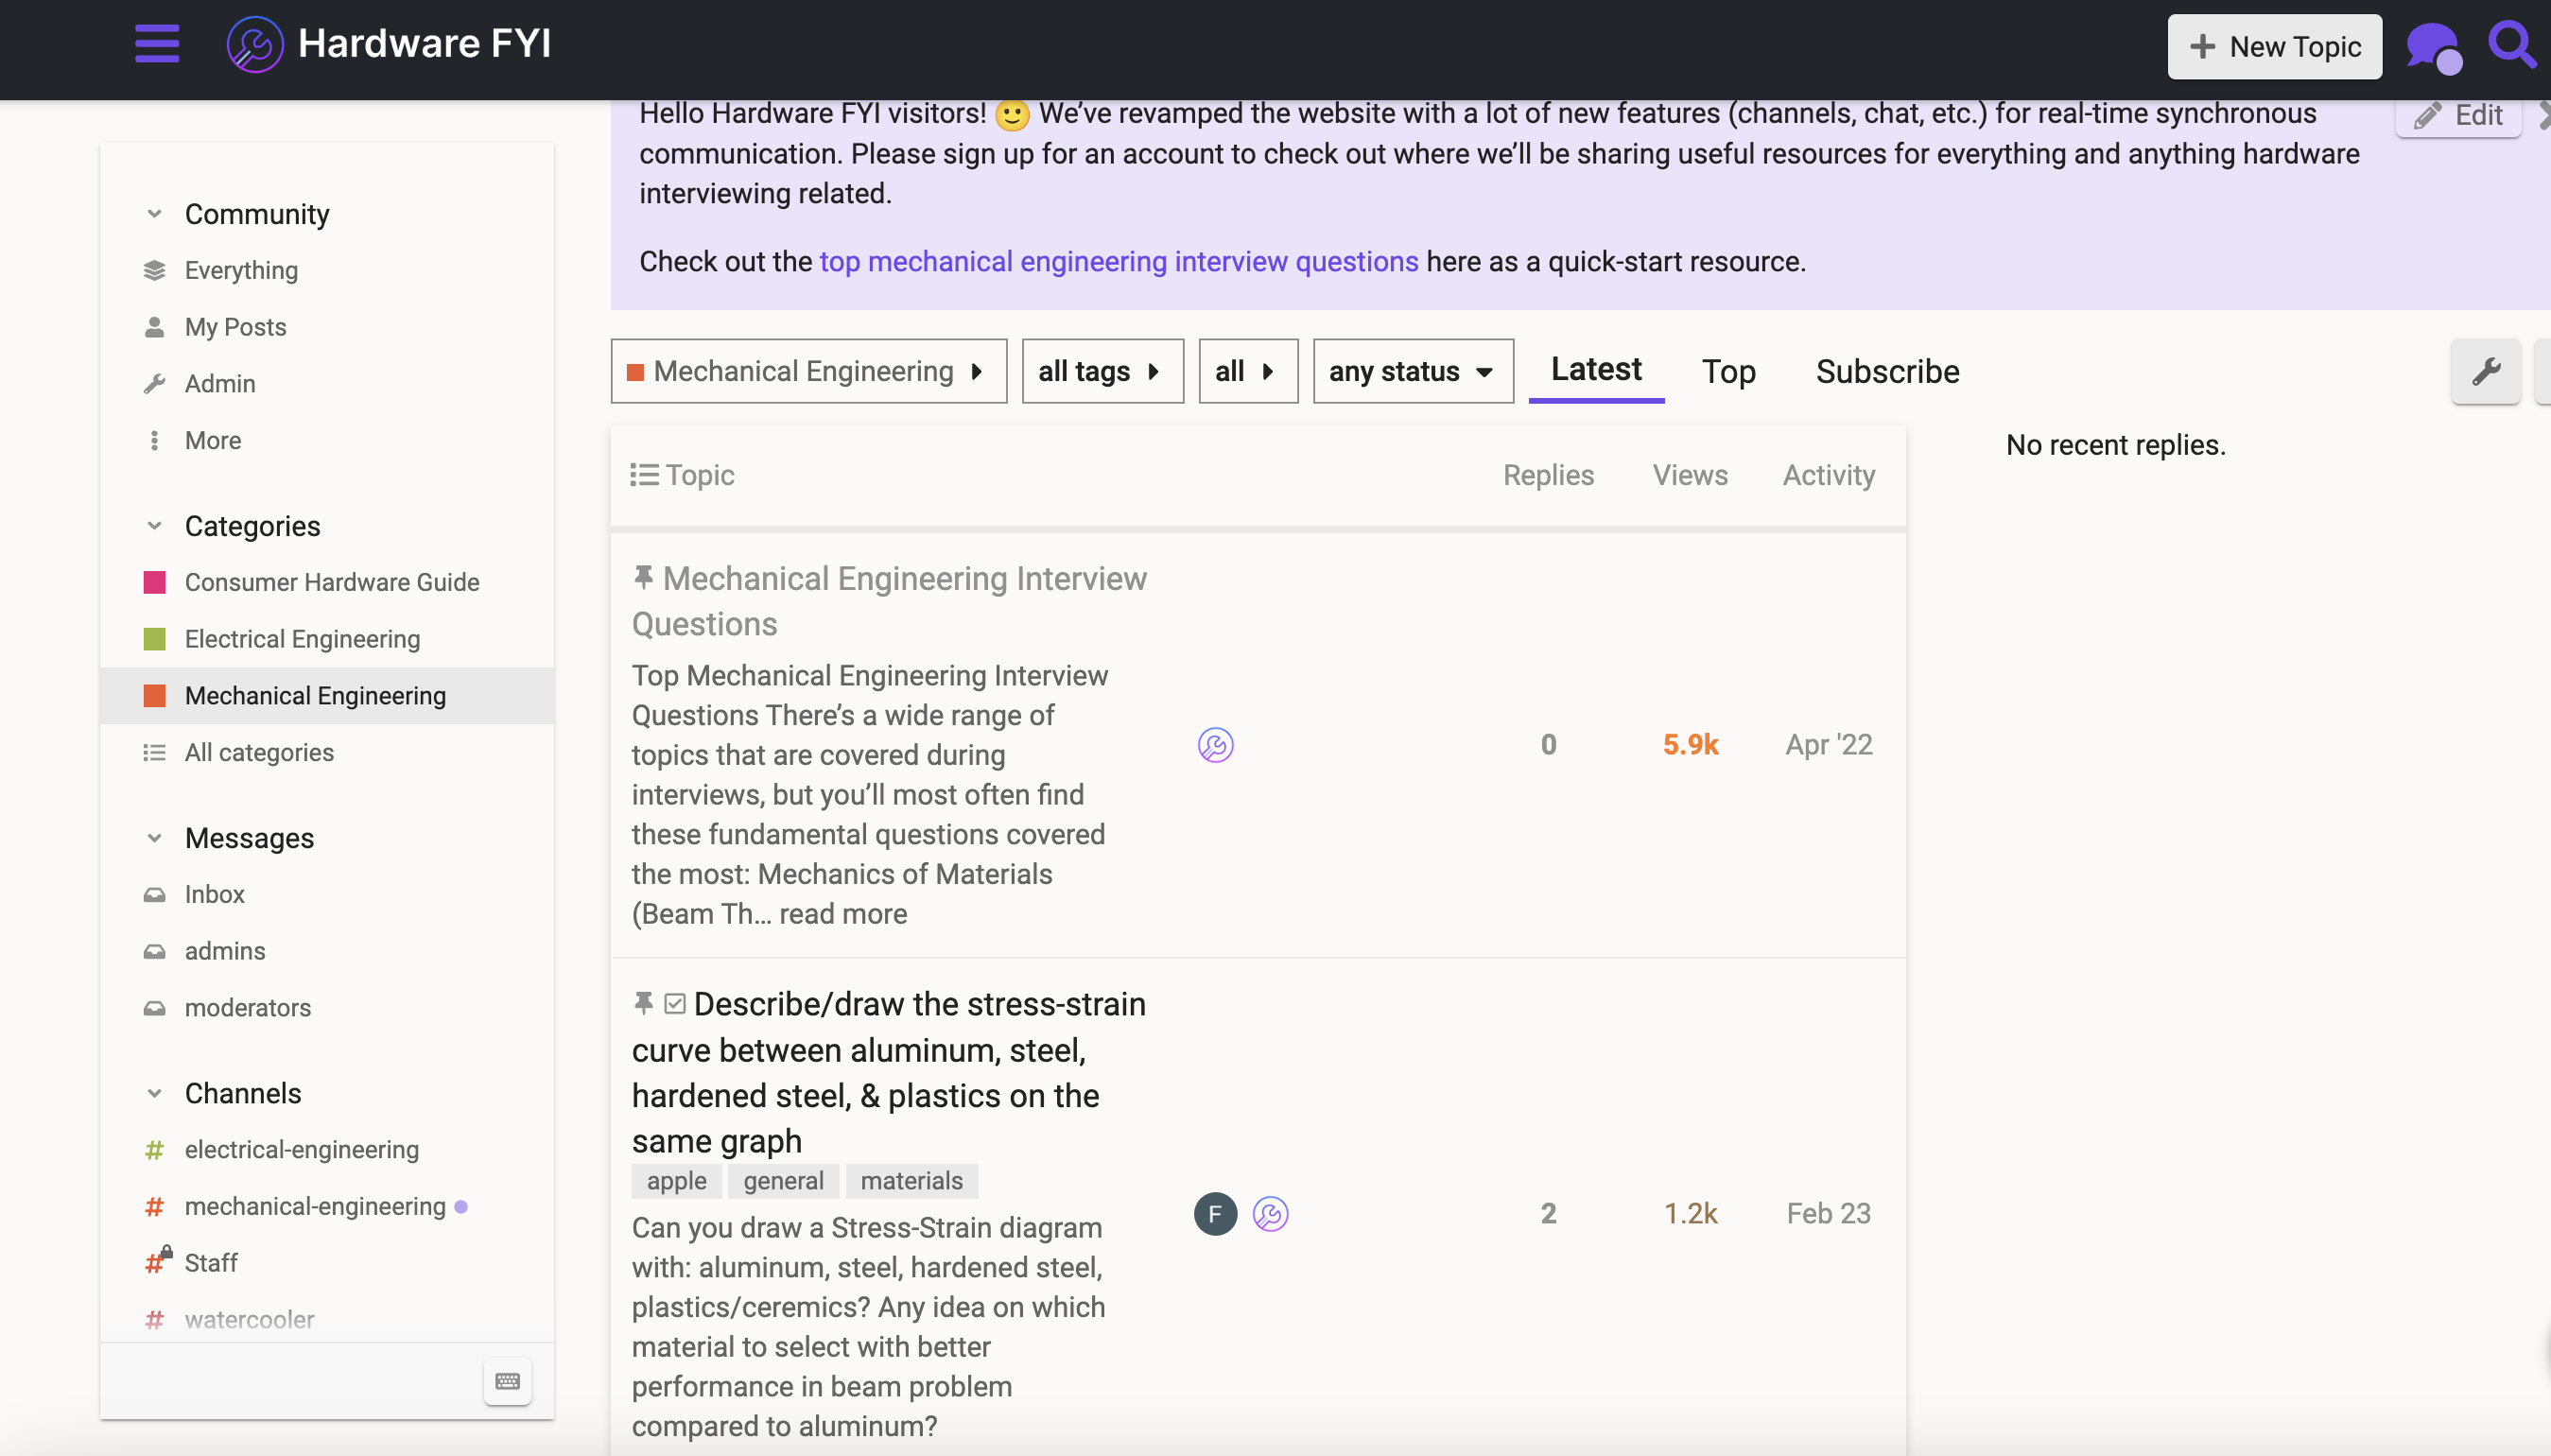 Hardware FYI
New Topic
Community
Everything
My Posts
Admin
More
Categories
Consumer Hardware Guide
Electrical Engineering
Mechanical Engineering
All categories
Messages
Inbox
admins
moderators
Channels
# electrical-engineering
# mechanical-engineering
# Staff
# watercooler
Hello Hardware FYI visitors! 🙂 We’ve revamped the website with a lot of new features (channels, chat, etc.) for real-time synchronous
communication. Please sign up for an account to check out where we’ll be sharing useful resources for everything and anything hardware
interviewing related.
Check out the top mechanical engineering interview questions here as a quick-start resource.
Edit
Mechanical Engineering all tags all any status Latest Top Subscribe
Topic Replies Views Activity
Mechanical Engineering Interview
Questions
Top Mechanical Engineering Interview
Questions There’s a wide range of
topics that are covered during
interviews, but you’ll most often find
these fundamental questions covered
the most: Mechanics of Materials
(Beam Th... read more
0 5.9k Apr '22
Describe/draw the stress-strain
curve between aluminum, steel,
hardened steel, & plastics on the
same graph
apple general materials
Can you draw a Stress-Strain diagram
with: aluminum, steel, hardened steel,
plastics/ceremics? Any idea on which
material to select with better
performance in beam problem
compared to aluminum?
F
2 1.2k Feb 23
No recent replies.